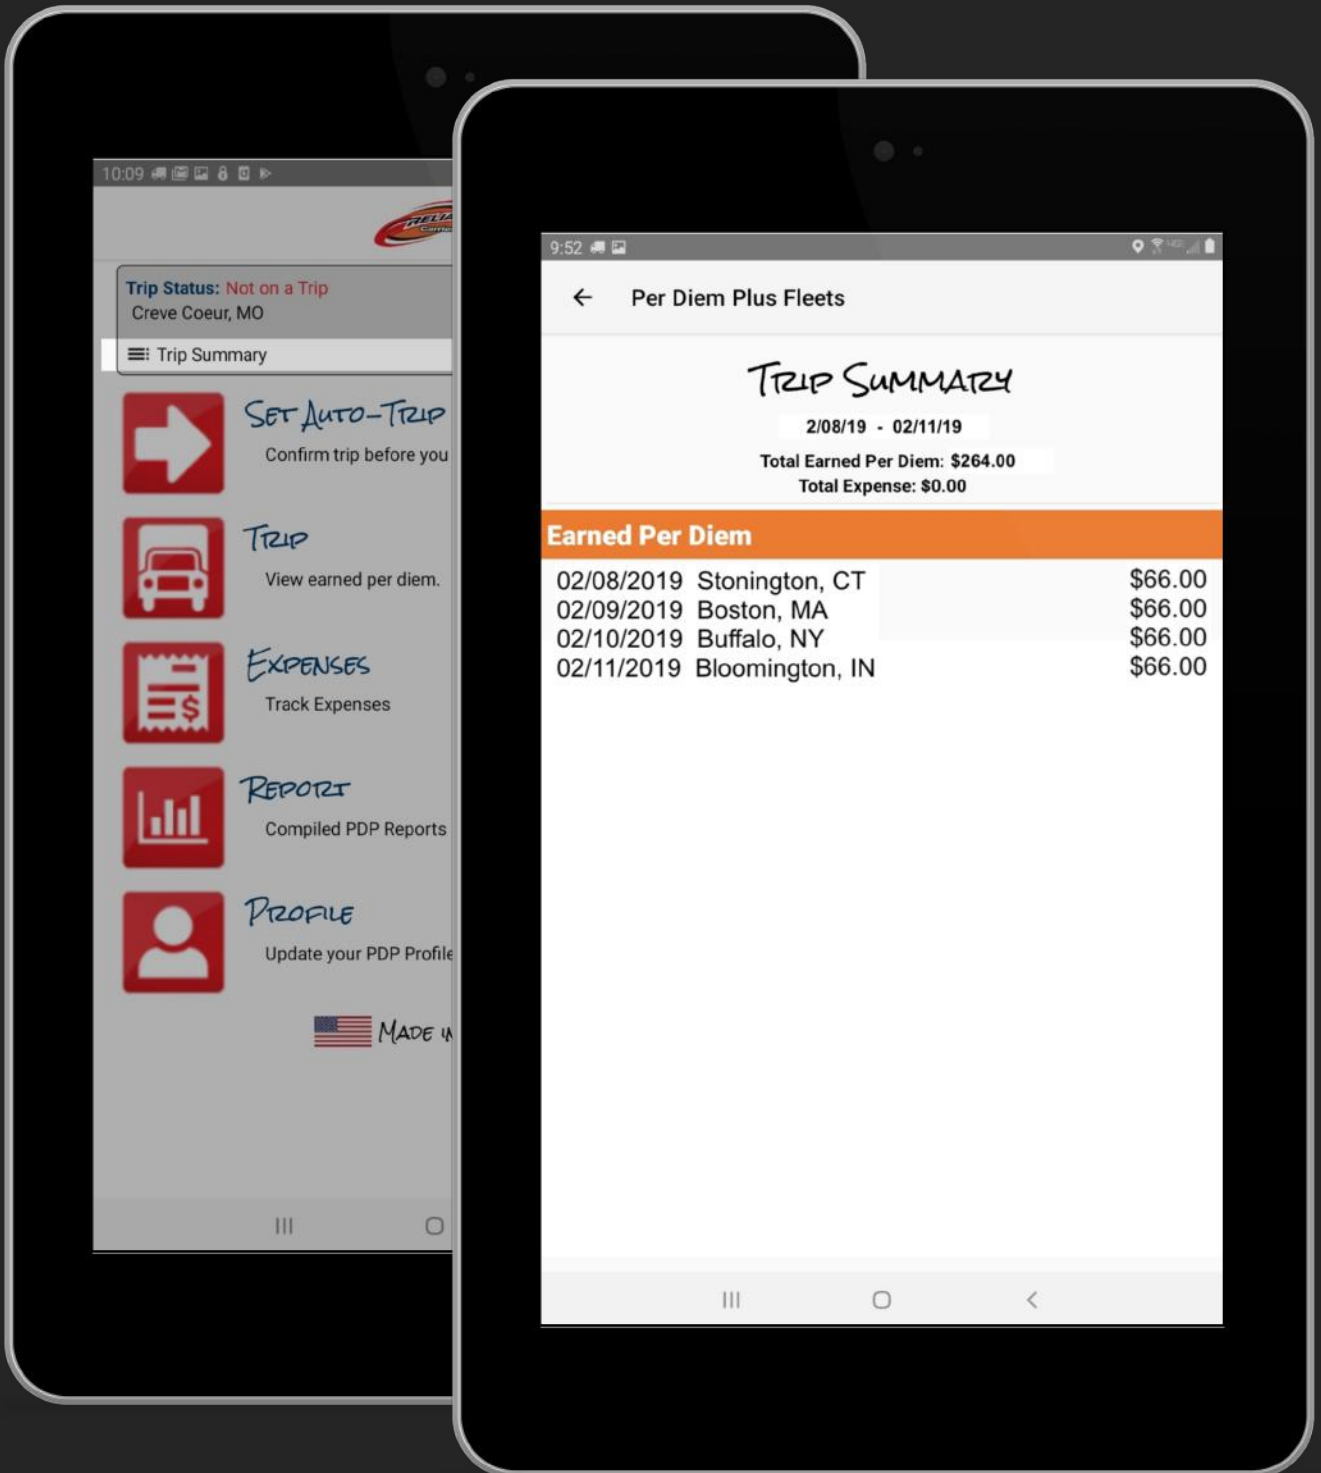 10:09
RELIA
Carrie
Trip Status: Not on a Trip
Creve Coeur, MO
Trip Summary
SET AUTO-TRIP
Confirm trip before you
TRIP
View earned per diem.
EXPENSES
Track Expenses
REPORT
Compiled PDP Reports
PROFILE
Update your PDP Profile
MADE IN
9:52
Per Diem Plus Fleets
TRIP SUMMARY
2/08/19 - 02/11/19
Total Earned Per Diem: $264.00
Total Expense: $0.00
Earned Per Diem
02/08/2019 Stonington, CT $66.00
02/09/2019 Boston, MA $66.00
02/10/2019 Buffalo, NY $66.00
02/11/2019 Bloomington, IN $66.00